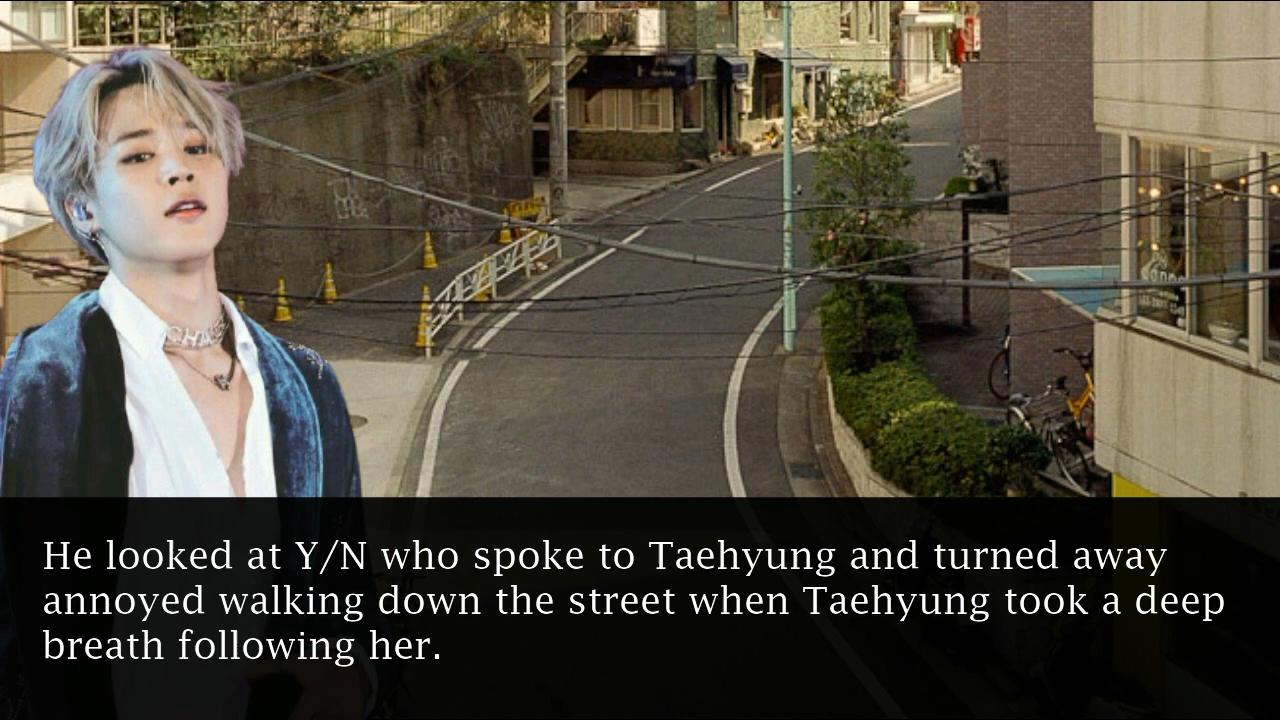 He looked at Y/N who spoke to Taehyung and turned away
annoyed walking down the street when Taehyung took a deep
breath following her.